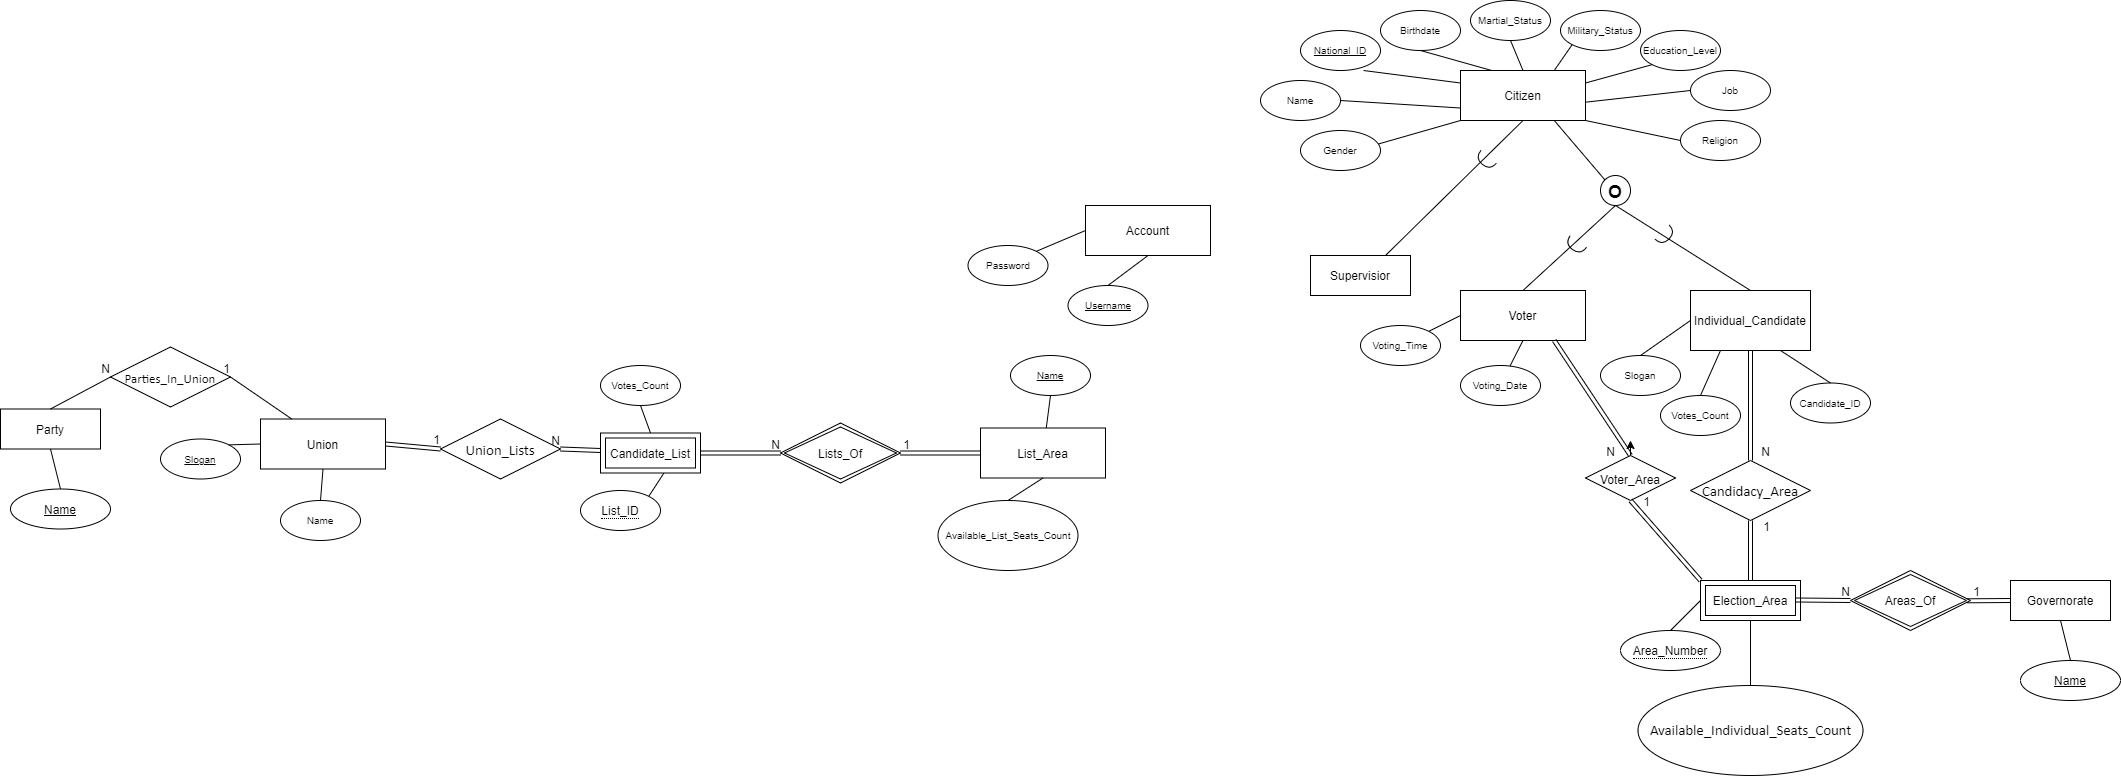 Martial_Status
Birthdate
Military_Status
National_ID
Education_Level
Job
Citizen
Name
Religion
Gender
O
Account
Password
Supervisior
Username
Voter
Individual_Candidate
Voting_Time
Slogan
Voting_Date
Candidate_ID
Votes_Count
N
Parties_In_Union
1
Votes_Count
Name
Party
Union
1
Union_Lists
N
Candidate_List
N
Lists_Of
1
List_Area
Slogan
Name
Name
List_ID
Available_List_Seats_Count
N
Voter_Area
1
N
Candidacy_Area
1
Election_Area
N
Areas_Of
1
Governorate
Area_Number
Name
Available_Individual_Seats_Count